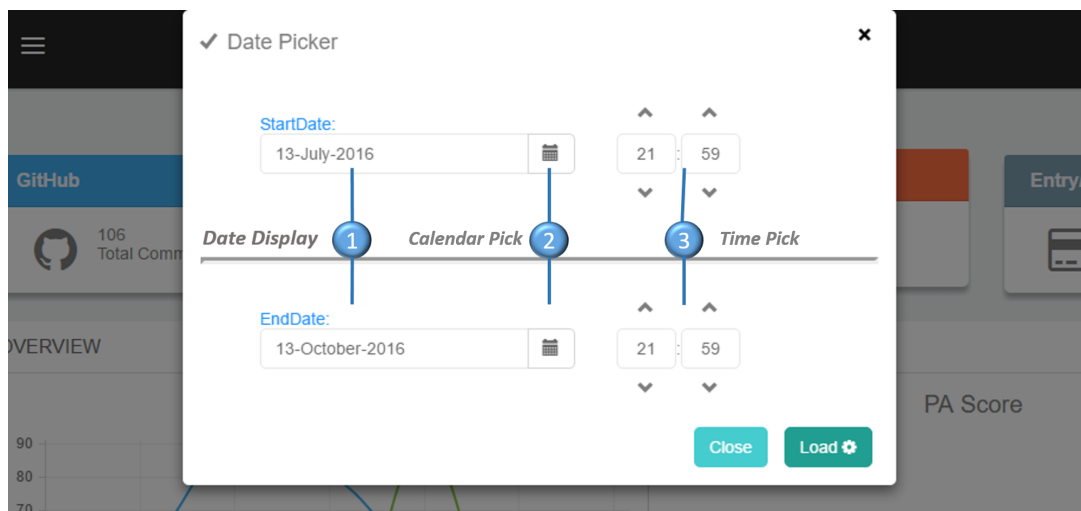 Date Picker
StartDate:
13-July-2016
21 : 59
GitHub
Entry
106
Total Comm
Date Display 1 Calendar Pick 2 3 Time Pick
EndDate:
13-October-2016
21 : 59
OVERVIEW
PA Score
Close Load
90
80
70